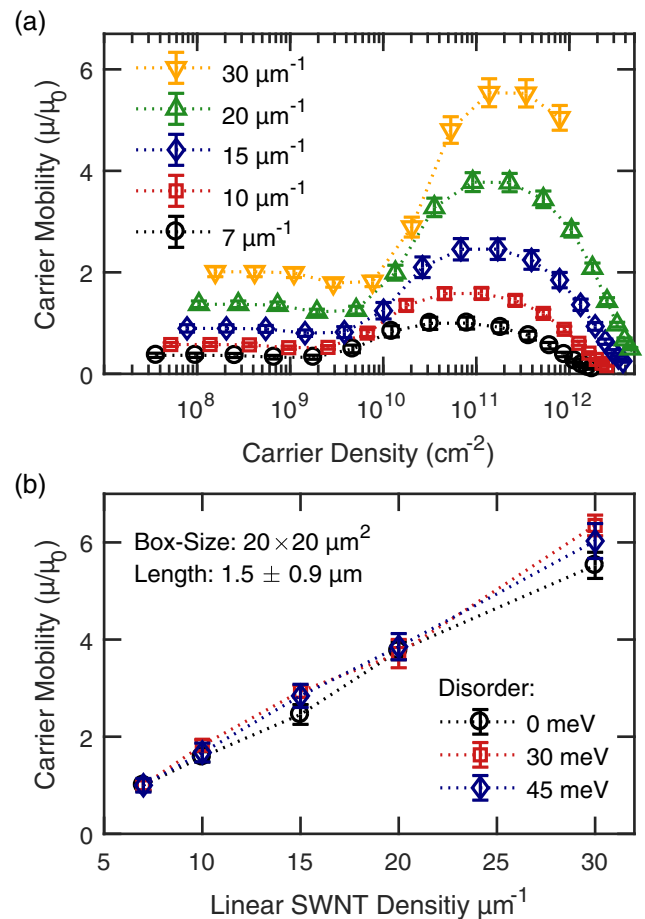 (a)
Carrier Mobility (μ/μ₀)
6
4
2
0
30 μm⁻¹
20 μm⁻¹
15 μm⁻¹
10 μm⁻¹
7 μm⁻¹
10⁸ 10⁹ 10¹⁰ 10¹¹ 10¹²
Carrier Density (cm⁻²)
(b)
Carrier Mobility (μ/μ₀)
6
4
2
0
Box-Size: 20×20 μm²
Length: 1.5 ± 0.9 μm
Disorder:
0 meV
30 meV
45 meV
5 10 15 20 25 30
Linear SWNT Densitiy μm⁻¹